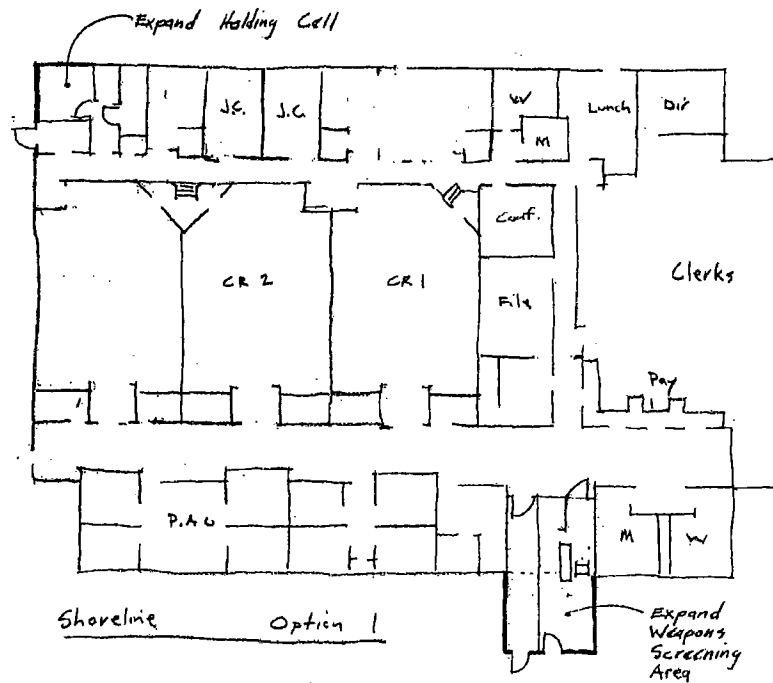 Expand Holding Cell
J.C.
J.C.
W
M
Lunch
Dir
Conf.
CR 2
CR 1
File
Clerks
Pay
P.A.O
M
W
Shoreline Option 1
Expand
Weapons
Screening
Area